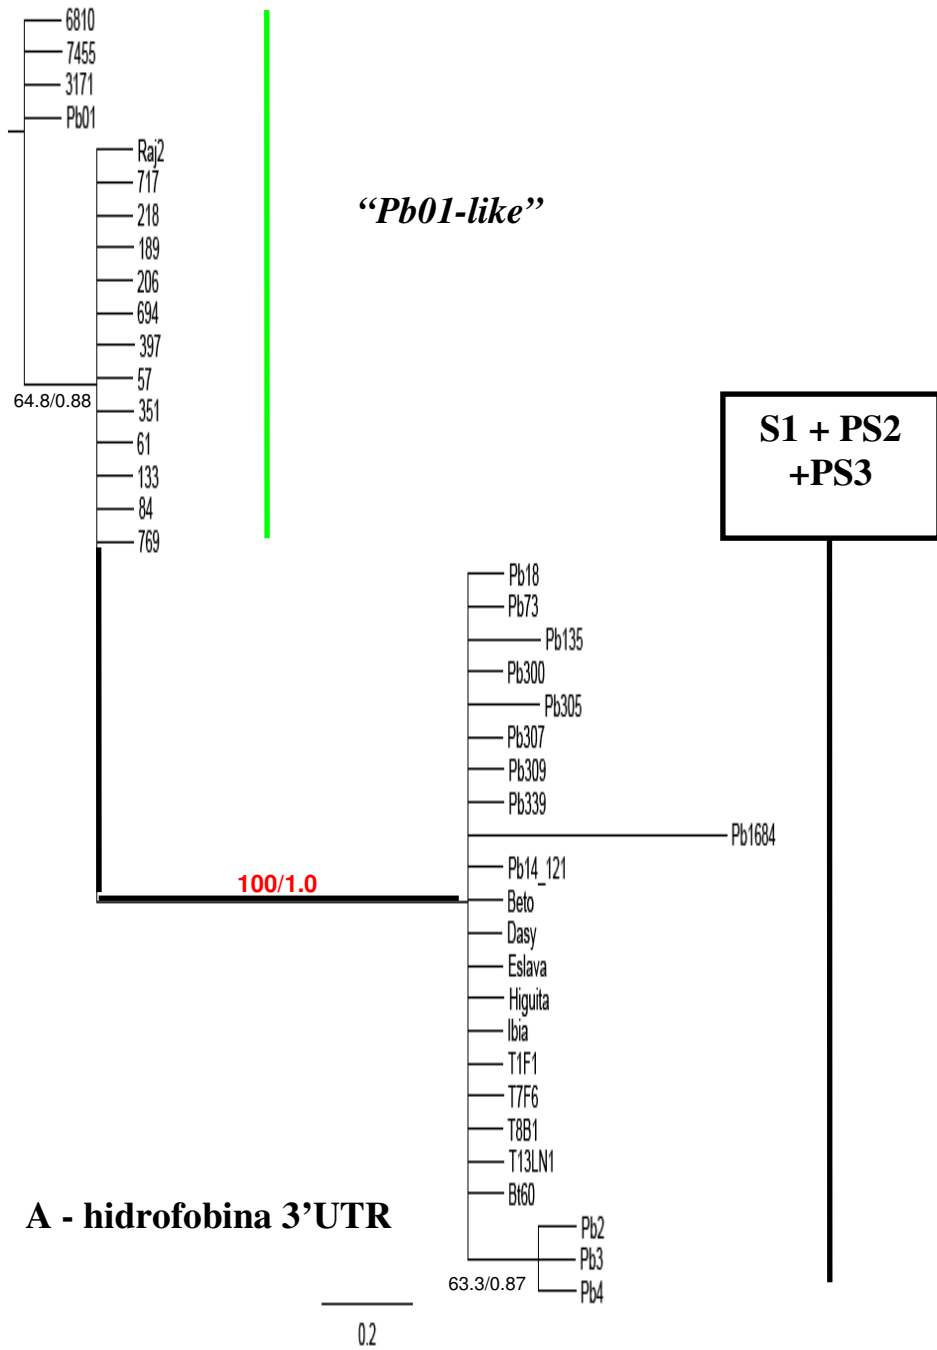 6810
7455
3171
Pb01
Raj2
717
“Pb01-like”
218
189
206
694
397
57
64.8/0.88
351
61
133
84
769
S1 + PS2
+PS3
Pb18
Pb73
Pb135
Pb300
Pb305
Pb307
Pb309
Pb339
Pb1684
Pb14_121
100/1.0
Beto
Dasy
Eslava
Higuita
Ibia
T1F1
T7F6
T8B1
T13LN1
Bt60
A - hidrofobina 3’UTR
Pb2
Pb3
63.3/0.87
Pb4
0.2